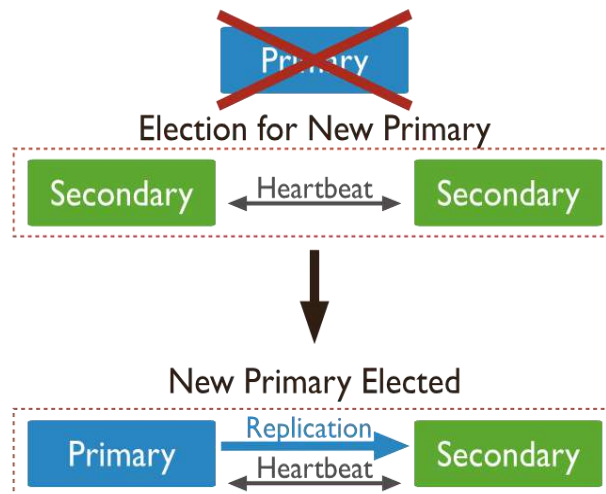 Primary
Election for New Primary
Secondary
Heartbeat
Secondary
New Primary Elected
Primary
Replication
Heartbeat
Secondary